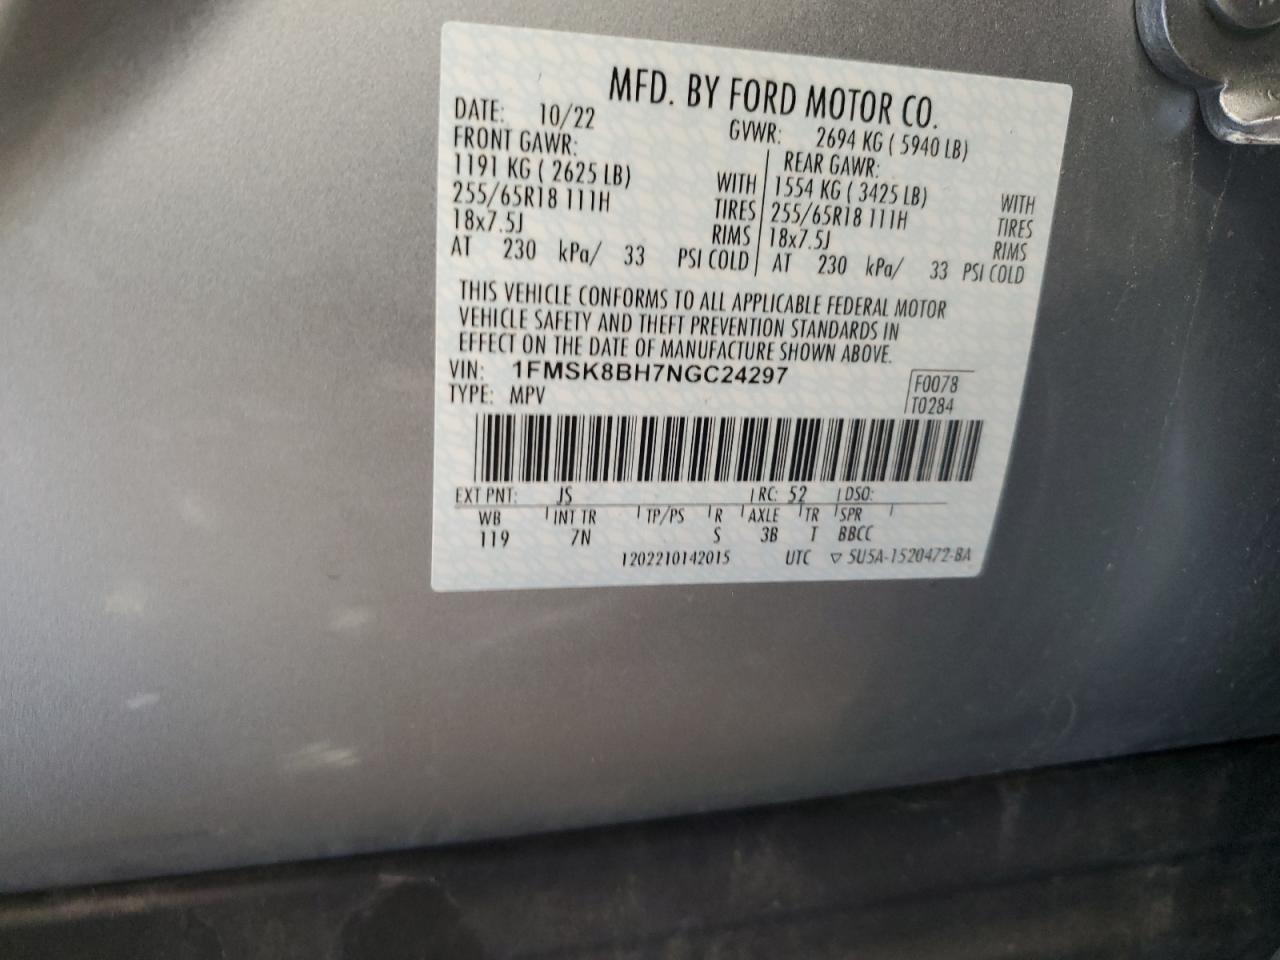 MFD. BY FORD MOTOR CO.
DATE: 10/22 GVWR: 2694 KG ( 5940 LB)
FRONT GAWR: REAR GAWR:
1191 KG ( 2625 LB) WITH 1554 KG ( 3425 LB) WITH
255/65R18 111H TIRES 255/65R18 111H TIRES
18x7.5J RIMS 18x7.5J RIMS
AT 230 kPa/ 33 PSI COLD AT 230 kPa/ 33 PSI COLD
THIS VEHICLE CONFORMS TO ALL APPLICABLE FEDERAL MOTOR
VEHICLE SAFETY AND THEFT PREVENTION STANDARDS IN
EFFECT ON THE DATE OF MANUFACTURE SHOWN ABOVE.
VIN: 1FMSK8BH7NGC24297
TYPE: MPV
F0078
T0284
EXT PNT: JS RC: 52 DSO:
WB INT TR TP/PS R AXLE TR SPR
119 7N S 3B T BBCC
1202210142015 UTC ▽ 5U5A-1520472-BA